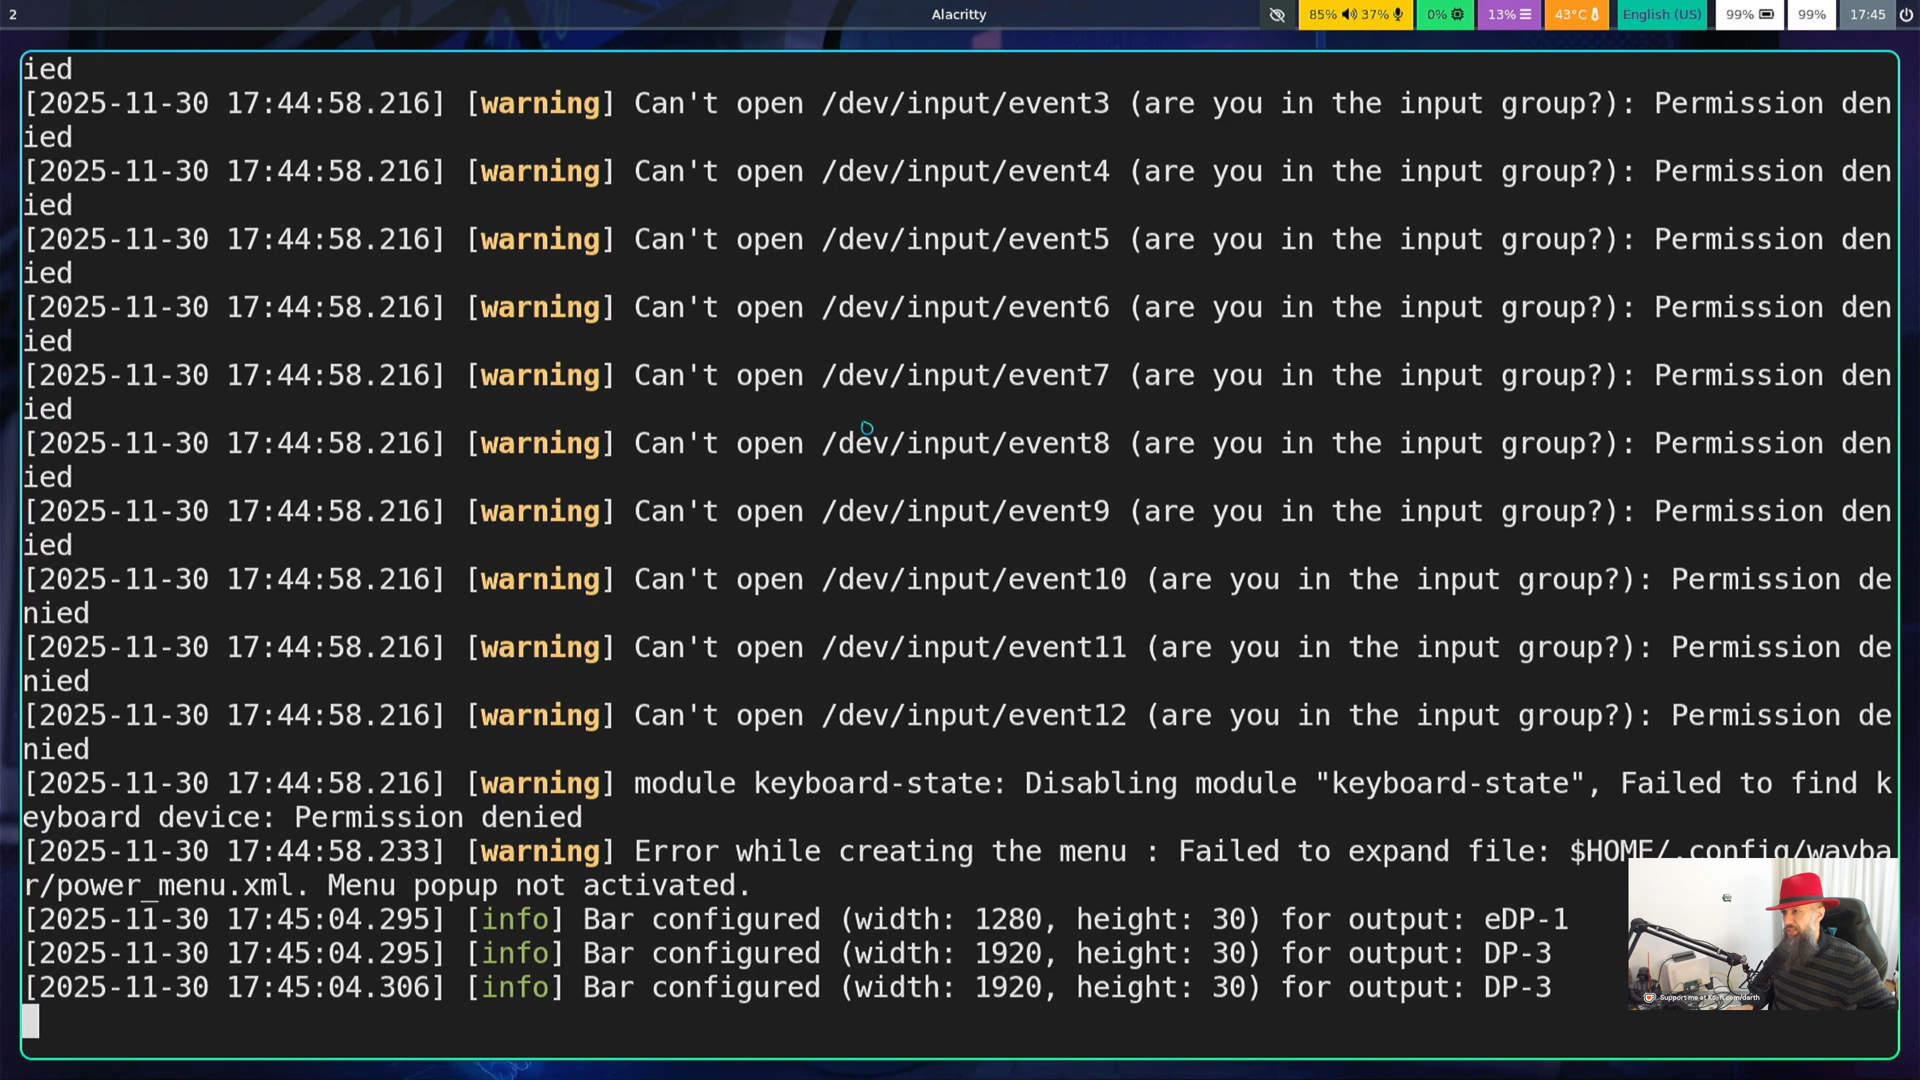 2
Alacritty
85% 37%
0%
13%
43°C
English (US)
99%
99%
17:45
ied
[2025-11-30 17:44:58.216] [warning] Can't open /dev/input/event3 (are you in the input group?): Permission den
ied
[2025-11-30 17:44:58.216] [warning] Can't open /dev/input/event4 (are you in the input group?): Permission den
ied
[2025-11-30 17:44:58.216] [warning] Can't open /dev/input/event5 (are you in the input group?): Permission den
ied
[2025-11-30 17:44:58.216] [warning] Can't open /dev/input/event6 (are you in the input group?): Permission den
ied
[2025-11-30 17:44:58.216] [warning] Can't open /dev/input/event7 (are you in the input group?): Permission den
ied
[2025-11-30 17:44:58.216] [warning] Can't open /dev/input/event8 (are you in the input group?): Permission den
ied
[2025-11-30 17:44:58.216] [warning] Can't open /dev/input/event9 (are you in the input group?): Permission den
ied
[2025-11-30 17:44:58.216] [warning] Can't open /dev/input/event10 (are you in the input group?): Permission de
nied
[2025-11-30 17:44:58.216] [warning] Can't open /dev/input/event11 (are you in the input group?): Permission de
nied
[2025-11-30 17:44:58.216] [warning] Can't open /dev/input/event12 (are you in the input group?): Permission de
nied
[2025-11-30 17:44:58.216] [warning] module keyboard-state: Disabling module "keyboard-state", Failed to find k
eyboard device: Permission denied
[2025-11-30 17:44:58.233] [warning] Error while creating the menu : Failed to expand file: $HOME/.config/wayba
r/power_menu.xml. Menu popup not activated.
[2025-11-30 17:45:04.295] [info] Bar configured (width: 1280, height: 30) for output: eDP-1
[2025-11-30 17:45:04.295] [info] Bar configured (width: 1920, height: 30) for output: DP-3
[2025-11-30 17:45:04.306] [info] Bar configured (width: 1920, height: 30) for output: DP-3
Support me at